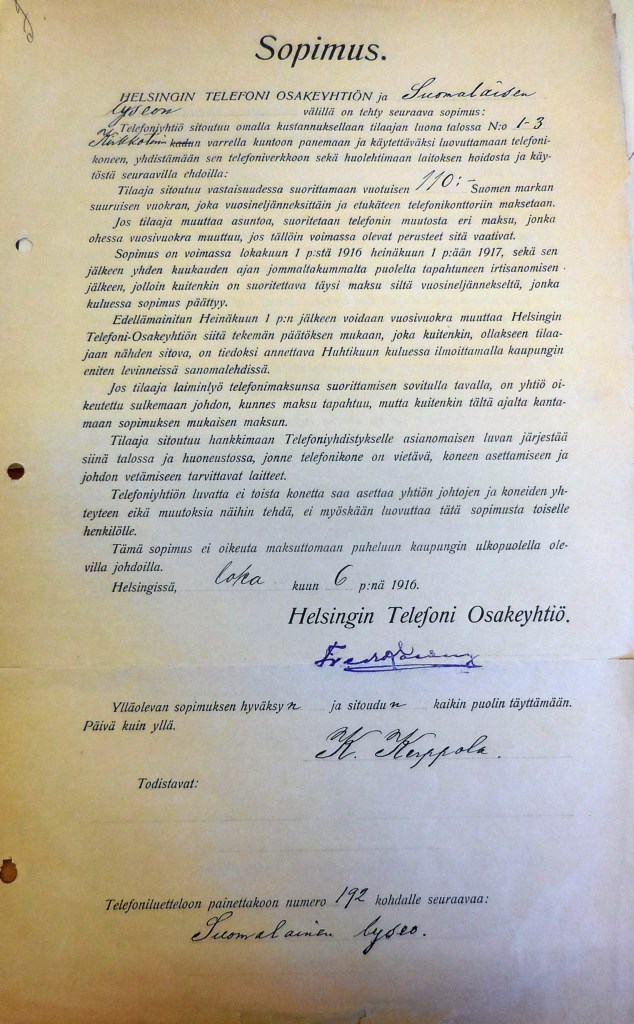 Sopimus.
HELSINGIN TELEFONI OSAKEYHTIÖN ja Suomalaisen
lyseon välillä on tehty seuraava sopimus:
Telefoniyhtiö sitoutuu omalla kustannuksellaan tilaajan luona talossa N:o 1-3
kadun varrella kuntoon panemaan ja käytettäväksi luovuttamaan telefoni-
koneen, yhdistämään sen telefoniverkkoon sekä huolehtimaan laitoksen hoidosta ja käy-
töstä seuraavilla ehdoilla:
Tilaaja sitoutuu vastaisuudessa suorittamaan vuotuisen 110:- Suomen markan
suuruisen vuokran, joka vuosineljänneksittäin ja etukäteen telefonikonttoriin maksetaan.
Jos tilaaja muuttaa asuntoa, suoritetaan telefonin muutosta eri maksu, jonka
ohessa vuosivuokra muuttuu, jos tällöin voimassa olevat perusteet sitä vaativat.
Sopimus on voimassa lokakuun 1 p:stä 1916 heinäkuun 1 p:ään 1917, sekä sen
jälkeen yhden kuukauden ajan jommaltakummalta puolelta tapahtuneen irtisanomisen
jälkeen, jolloin kuitenkin on suoritettava täysi maksu siltä vuosineljännekseltä, jonka
kuluessa sopimus päättyy.
Edellämainitun Heinäkuun 1 p:n jälkeen voidaan vuosivuokra muuttaa Helsingin
Telefoni-Osakeyhtiön siitä tekemän päätöksen mukaan, joka kuitenkin, ollakseen tilaa-
jaan nähden sitova, on tiedoksi annettava Huhtikuun kuluessa ilmoittamalla kaupungin
eniten levinneissä sanomalehdissä.
Jos tilaaja laiminlyö telefonimaksunsa suorittamisen sovitulla tavalla, on yhtiö oi-
keutettu sulkemaan johdon, kunnes maksu tapahtuu, mutta kuitenkin tältä ajalta kanta-
maan sopimuksen mukaisen maksun.
Tilaaja sitoutuu hankkimaan Telefoniyhdistykselle asianomaisen luvan järjestää
siinä talossa ja huoneustossa, jonne telefonikone on vietävä, koneen asettamiseen ja
johdon vetämiseen tarvittavat laitteet.
Telefoniyhtiön luvatta ei toista konetta saa asettaa yhtiön johtojen ja koneiden yh-
teyteen eikä muutoksia näihin tehdä, ei myöskään luovuttaa tätä sopimusta toiselle
henkilölle.
Tämä sopimus ei oikeuta maksuttomaan puheluun kaupungin ulkopuolella ole-
villa johdoilla.
Helsingissä, loka kuun 6 p:nä 1916.
Helsingin Telefoni Osakeyhtiö.
Ylläolevan sopimuksen hyväksyn ja sitoudun kaikin puolin täyttämään.
Päivä kuin yllä.
K. Kerppola.
Todistavat:
Telefoniluetteloon painettakoon numero 192 kohdalle seuraavaa:
Suomalainen lyseo.